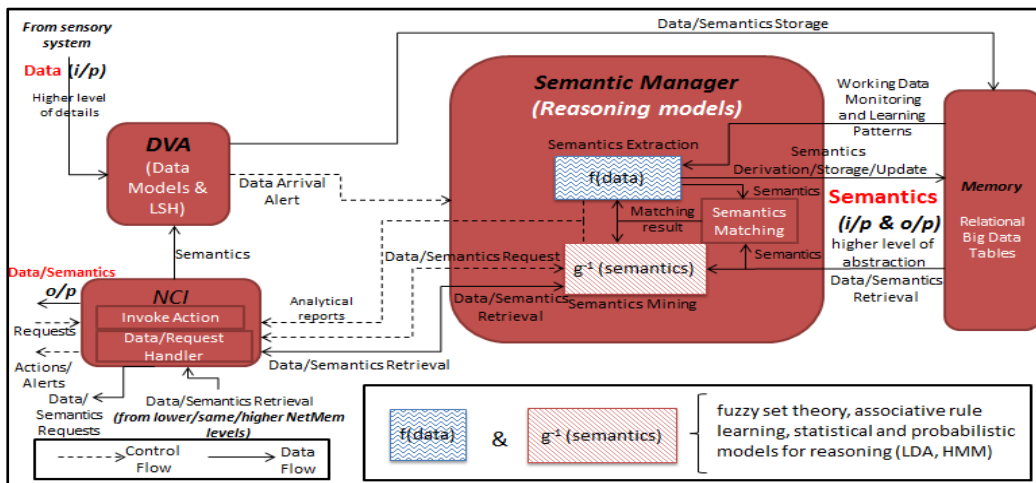 From sensory
system
Data (i/p)
Higher level
of details
DVA
(Data
Models &
LSH)
Data/Semantics Storage
Semantic Manager
(Reasoning models)
Semantics Extraction
f(data)
Working Data
Monitoring
and Learning
Patterns
Semantics
Derivation/Storage/Update
Memory
Relational
Big Data
Tables
Data Arrival
Alert
Semantics
Semantics
Matching
Matching
result
Semantics
(i/p & o/p)
higher level of
abstraction
Data/Semantics
Retrieval
Semantics
g⁻¹ (semantics)
Semantics Mining
Data/Semantics Request
Data/Semantics
Retrieval
Semantics
Data/Semantics
o/p
NCI
Invoke Action
Data/Request
Handler
Requests
Actions/
Alerts
Analytical
reports
Data/Semantics Retrieval
Data/
Semantics
Requests
Data/Semantics Retrieval
(from lower/same/higher NetMem
levels)
Control
Flow
Data
Flow
f(data)
&
g⁻¹ (semantics)
fuzzy set theory, associative rule
learning, statistical and probabilistic
models for reasoning (LDA, HMM)